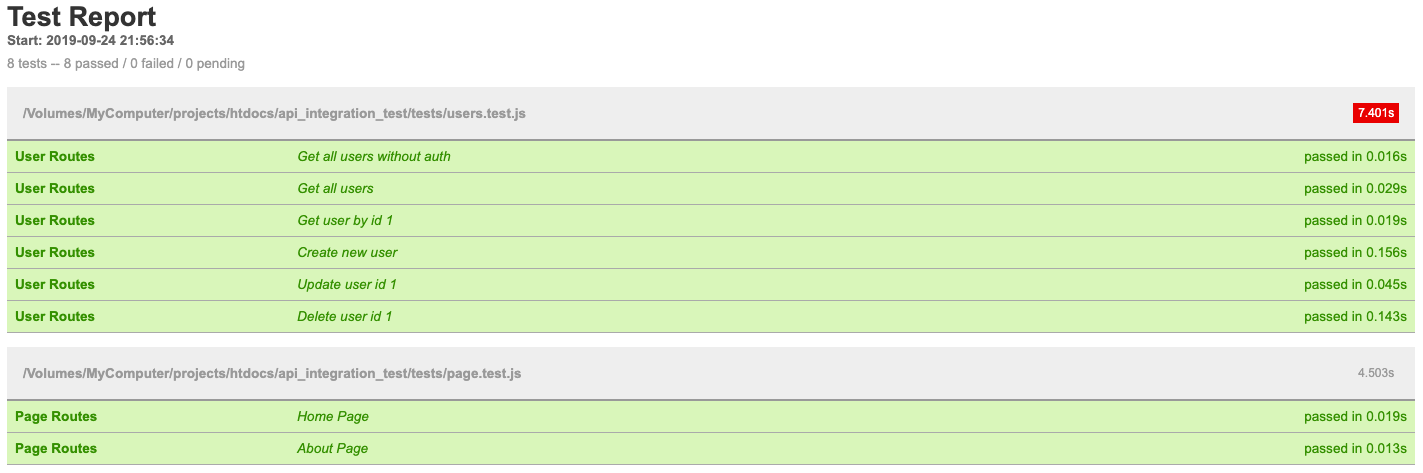 Test Report
Start: 2019-09-24 21:56:34
8 tests -- 8 passed / 0 failed / 0 pending
/Volumes/MyComputer/projects/htdocs/api_integration_test/tests/users.test.js 7.401s
User Routes Get all users without auth passed in 0.016s
User Routes Get all users passed in 0.029s
User Routes Get user by id 1 passed in 0.019s
User Routes Create new user passed in 0.156s
User Routes Update user id 1 passed in 0.045s
User Routes Delete user id 1 passed in 0.143s
/Volumes/MyComputer/projects/htdocs/api_integration_test/tests/page.test.js 4.503s
Page Routes Home Page passed in 0.019s
Page Routes About Page passed in 0.013s